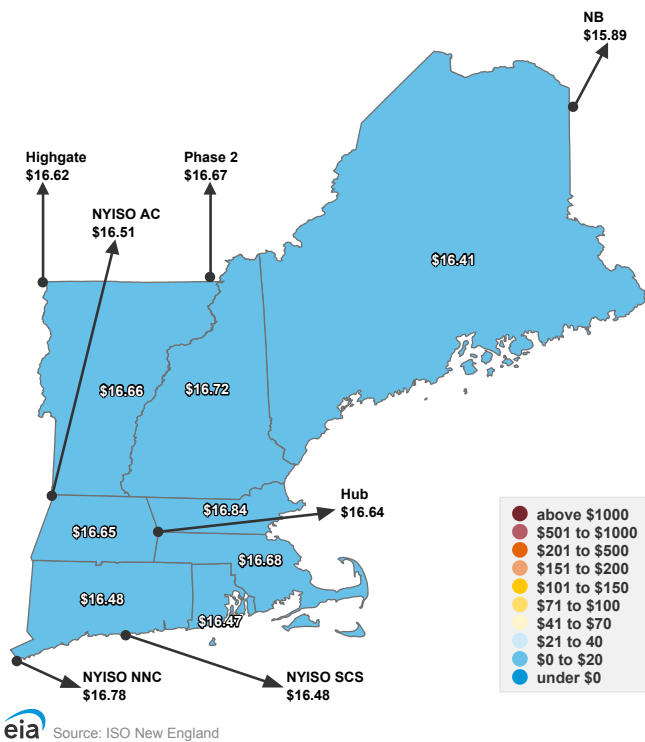 NB
$15.89
Highgate
$16.62
Phase 2
$16.67
NYISO AC
$16.51
$16.41
$16.66
$16.72
Hub
$16.64
$16.84
$16.65
$16.68
$16.48
$16.47
NYISO NNC
$16.78
NYISO SCS
$16.48
above $1000
$501 to $1000
$201 to $500
$151 to $200
$101 to $150
$71 to $100
$41 to $70
$21 to 40
$0 to $20
under $0
eia
Source: ISO New England